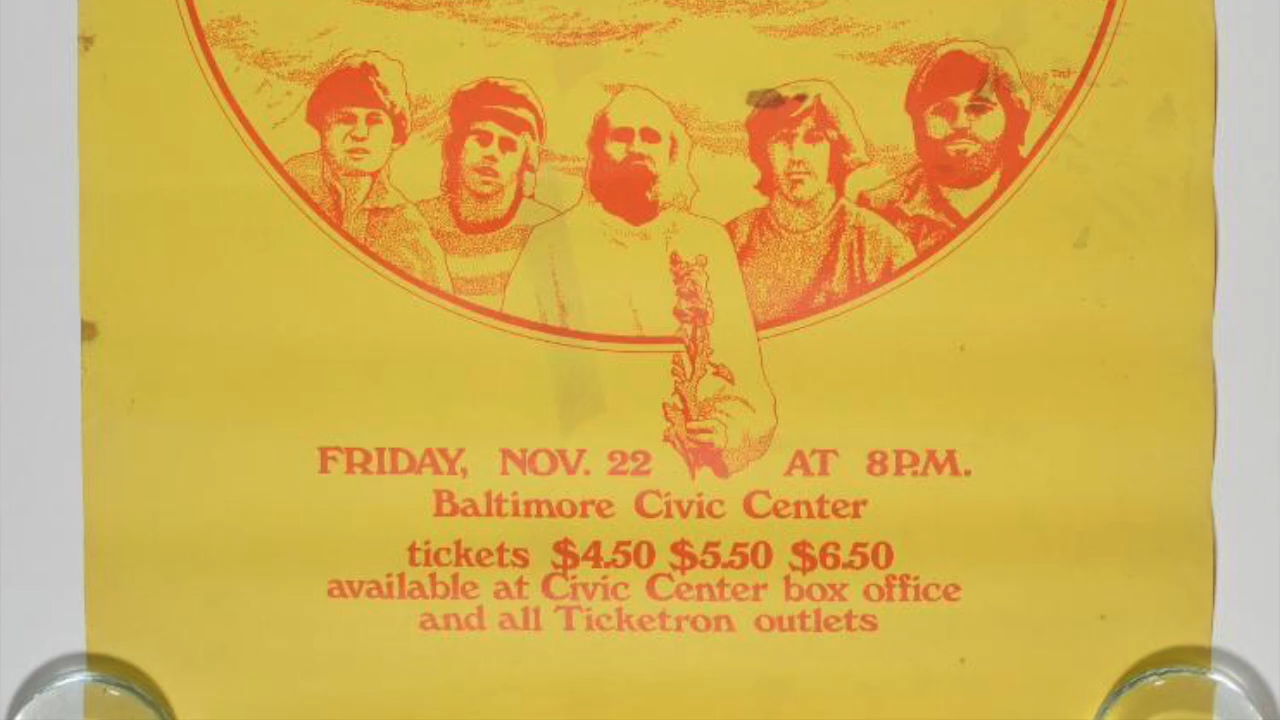 FRIDAY, NOV. 22 AT 8P.M.
Baltimore Civic Center
tickets $4.50 $5.50 $6.50
available at Civic Center box office
and all Ticketron outlets